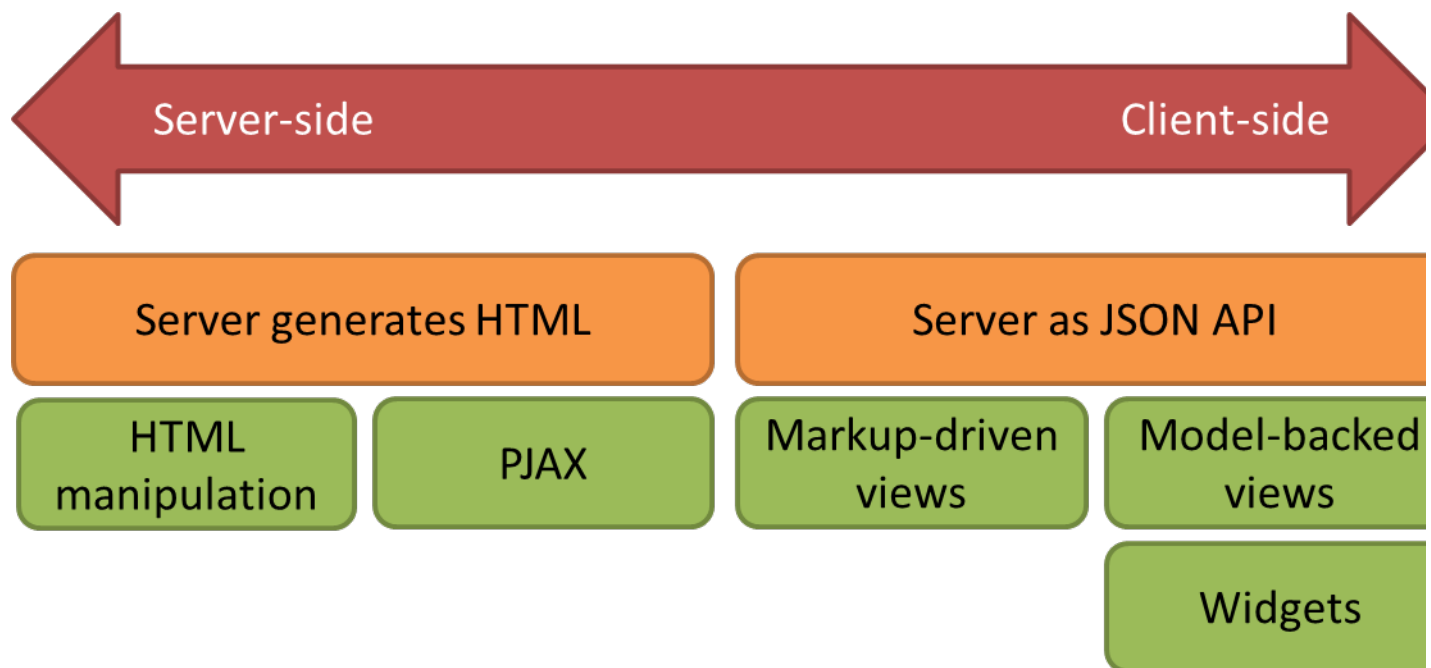 Server-side
Client-side
Server generates HTML
Server as JSON API
HTML
manipulation
PJAX
Markup-driven
views
Model-backed
views
Widgets